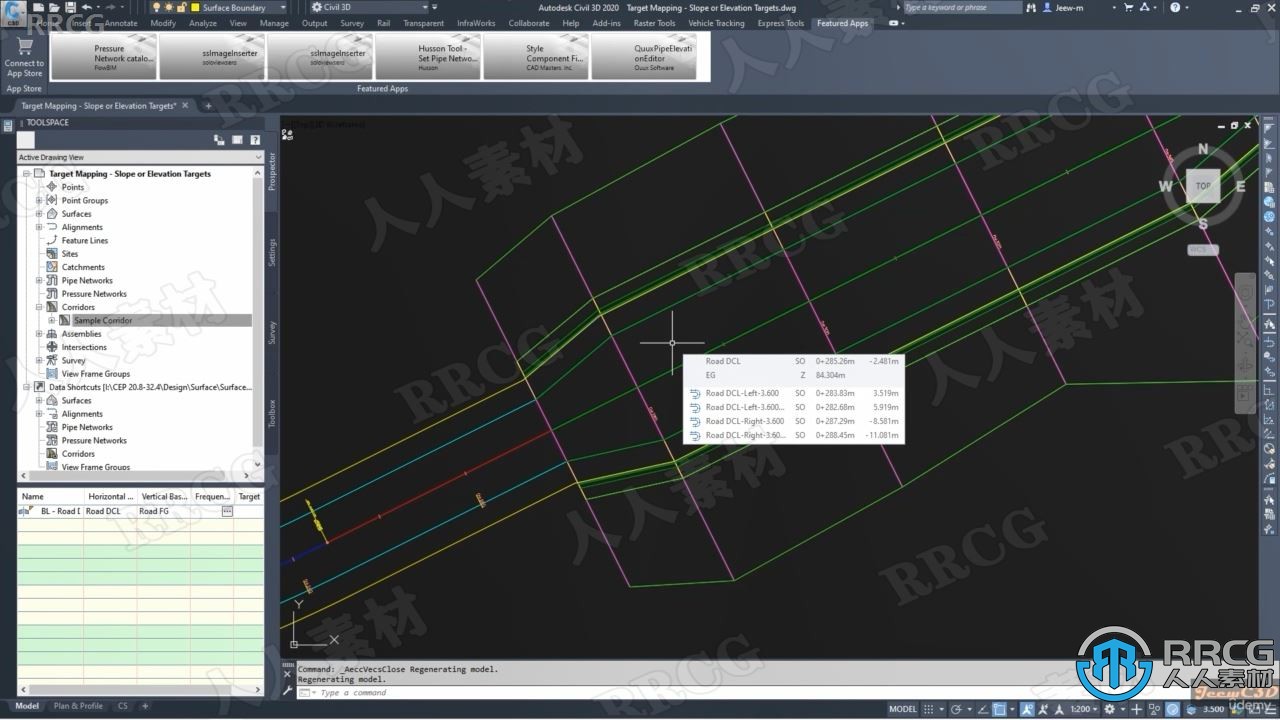 Surface Boundary
Civil 3D
Autodesk Civil 3D 2020 Target Mapping - Slope or Elevation Targets.dwg
Type a keyword or phrase
Jeew-m
Home Insert Annotate Modify Analyze View Manage Output Survey Rail Transparent InfraWorks Collaborate Help Add-ins Raster Tools Vehicle Tracking Express Tools Featured Apps
Connect to
App Store
App Store
Pressure
Network catalo...
FlowBIM
ssImageInserter
soloviewsers
ssImageInserter
soloviewsers
Husson Tool -
Set Pipe Netwo...
Husson
Style
Component Fi...
CAD Masters. Inc.
QuuxPipeElevati
onEditor
Quux Software
Featured Apps
Target Mapping - Slope or Elevation Targets*
TOOLSPACE
Active Drawing View
Target Mapping - Slope or Elevation Targets
Points
Point Groups
Surfaces
Alignments
Feature Lines
Sites
Catchments
Pipe Networks
Pressure Networks
Corridors
Sample Corridor
Assemblies
Intersections
Survey
View Frame Groups
Data Shortcuts [I:\CEP 20.8-32.4\Design\Surface\Surface...
Surfaces
Alignments
Pipe Networks
Pressure Networks
Corridors
View Frame Groups
Prospector
Settings
Survey
Toolbox
Name Horizontal ... Vertical Bas... Frequen... Target
BL - Road D Road DCL Road FG
N
W TOP E
S
WCS
Road DCL SO 0+285.26m -2.481m
EG Z 84.304m
Road DCL-Left-3.600 SO 0+283.83m 3.519m
Road DCL-Left-3.600... SO 0+282.68m 5.919m
Road DCL-Right-3.600 SO 0+287.29m -8.581m
Road DCL-Right-3.60... SO 0+288.45m -11.081m
Y
X
Command: _AeccVecsClose Regenerating model.
Regenerating model.
Type a command
Model Plan & Profile CS +
MODEL 1:200 3.500
RRCG
人人素材
JeewC3D
ûdemy